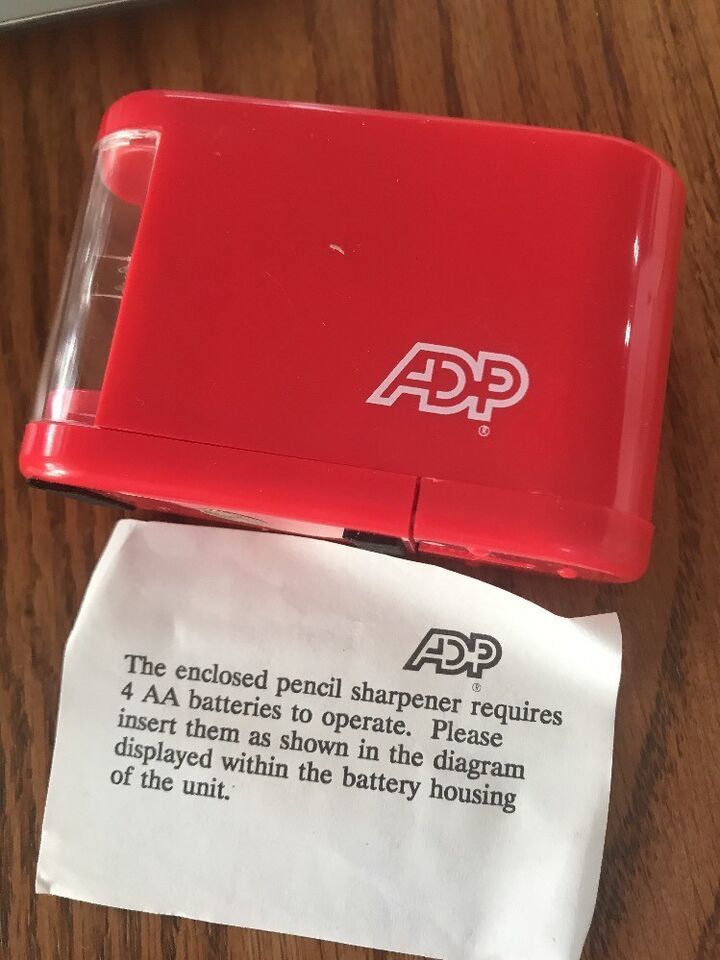 ADP
®
ADP
®
The enclosed pencil sharpener requires
4 AA batteries to operate. Please
insert them as shown in the diagram
displayed within the battery housing
of the unit.